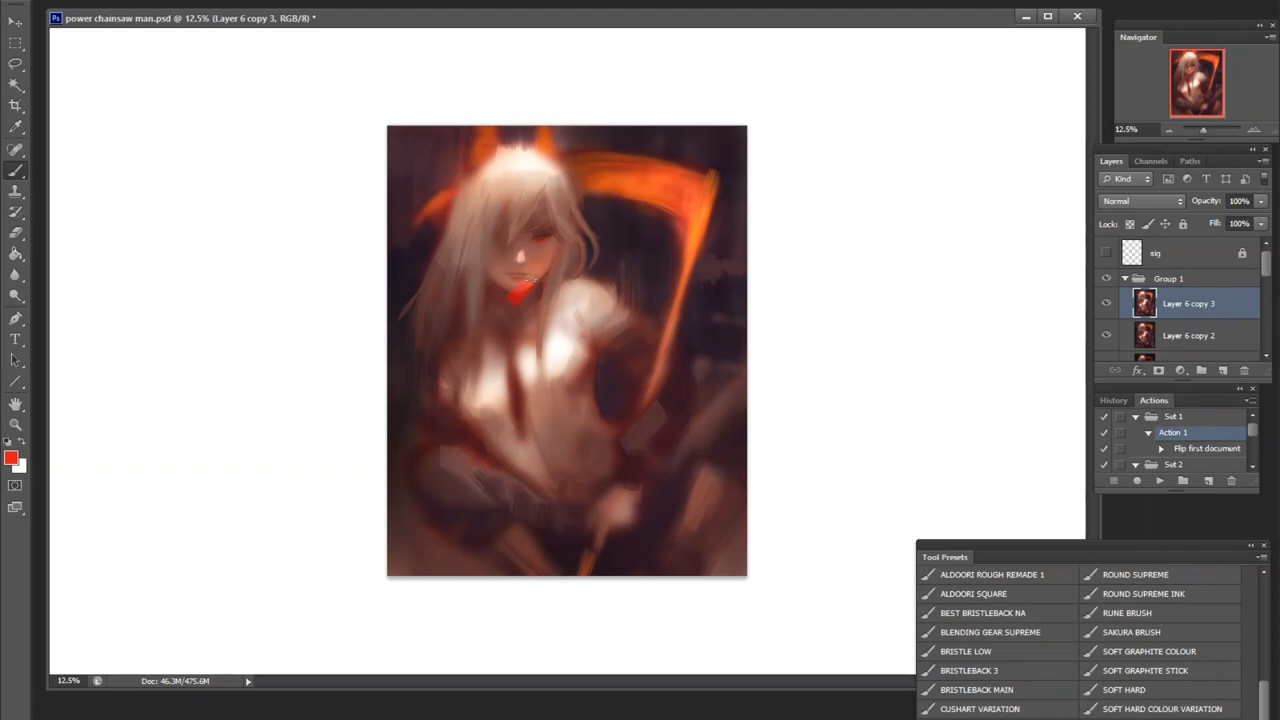 Ps power chainsaw man.psd @ 12.5% (Layer 6 copy 3, RGB/8) *
Navigator
12.5%
Layers Channels Paths
Kind
Normal Opacity: 100%
Lock: Fill: 100%
sig
Group 1
Layer 6 copy 3
Layer 6 copy 2
fx
History Actions
Set 1
Action 1
Flip first document
Set 2
Tool Presets
ALDOORI ROUGH REMADE 1 ROUND SUPREME
ALDOORI SQUARE ROUND SUPREME INK
BEST BRISTLEBACK NA RUNE BRUSH
BLENDING GEAR SUPREME SAKURA BRUSH
BRISTLE LOW SOFT GRAPHITE COLOUR
BRISTLEBACK 3 SOFT GRAPHITE STICK
BRISTLEBACK MAIN SOFT HARD
CUSHART VARIATION SOFT HARD COLOUR VARIATION
12.5% Doc: 46.3M/475.6M